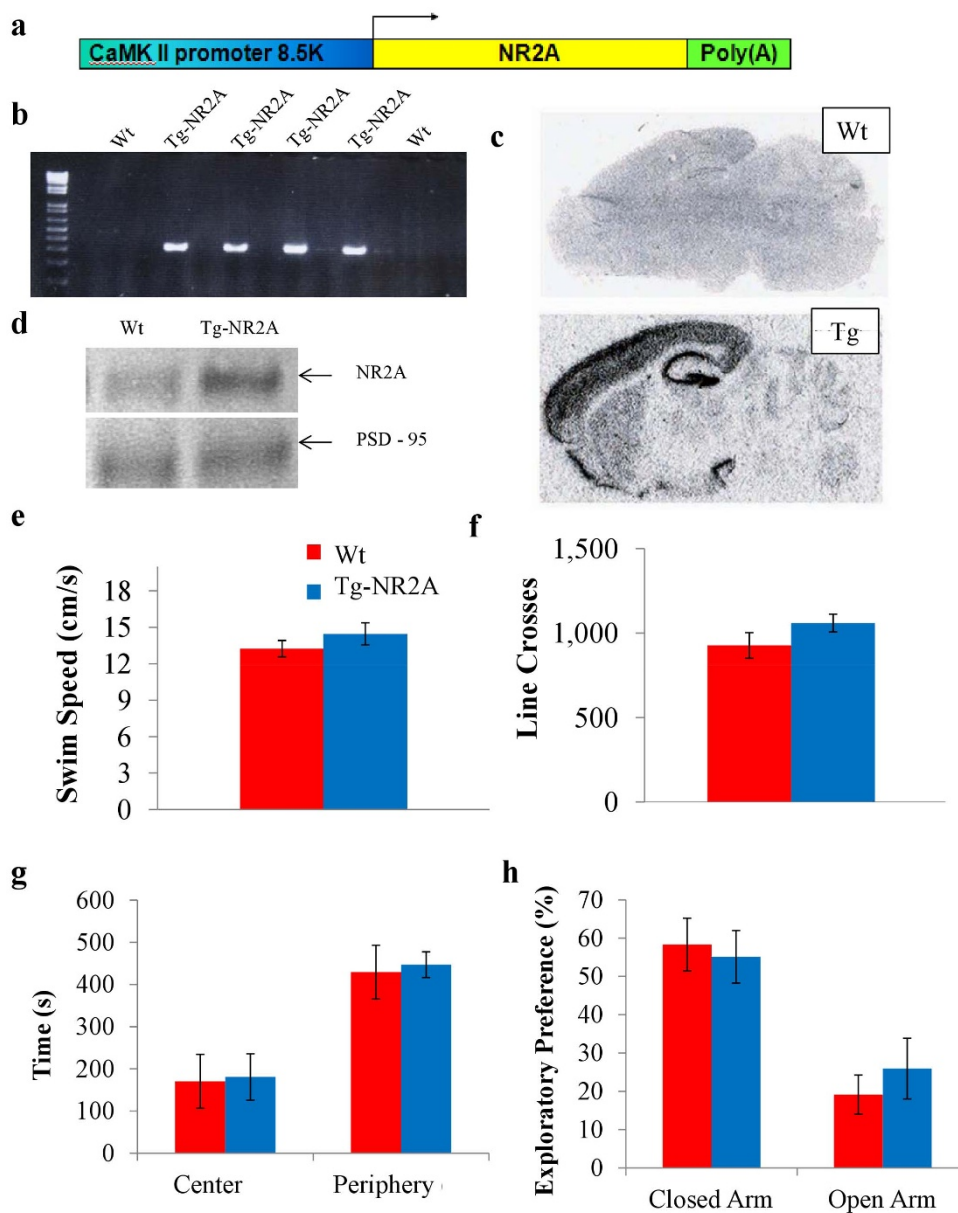 a
CaMK II promoter 8.5K NR2A Poly(A)
b
Wt Tg-NR2A Tg-NR2A Tg-NR2A Tg-NR2A Wt
c
Wt
Tg
d
Wt Tg-NR2A
NR2A
PSD - 95
e
Swim Speed (cm/s)
18
15
12
9
6
3
0
Wt
Tg-NR2A
f
Line Crosses
1,500
1,000
500
0
g
Time (s)
600
500
400
300
200
100
0
Center Periphery
h
Exploratory Preference (%)
70
60
50
40
30
20
10
0
Closed Arm Open Arm